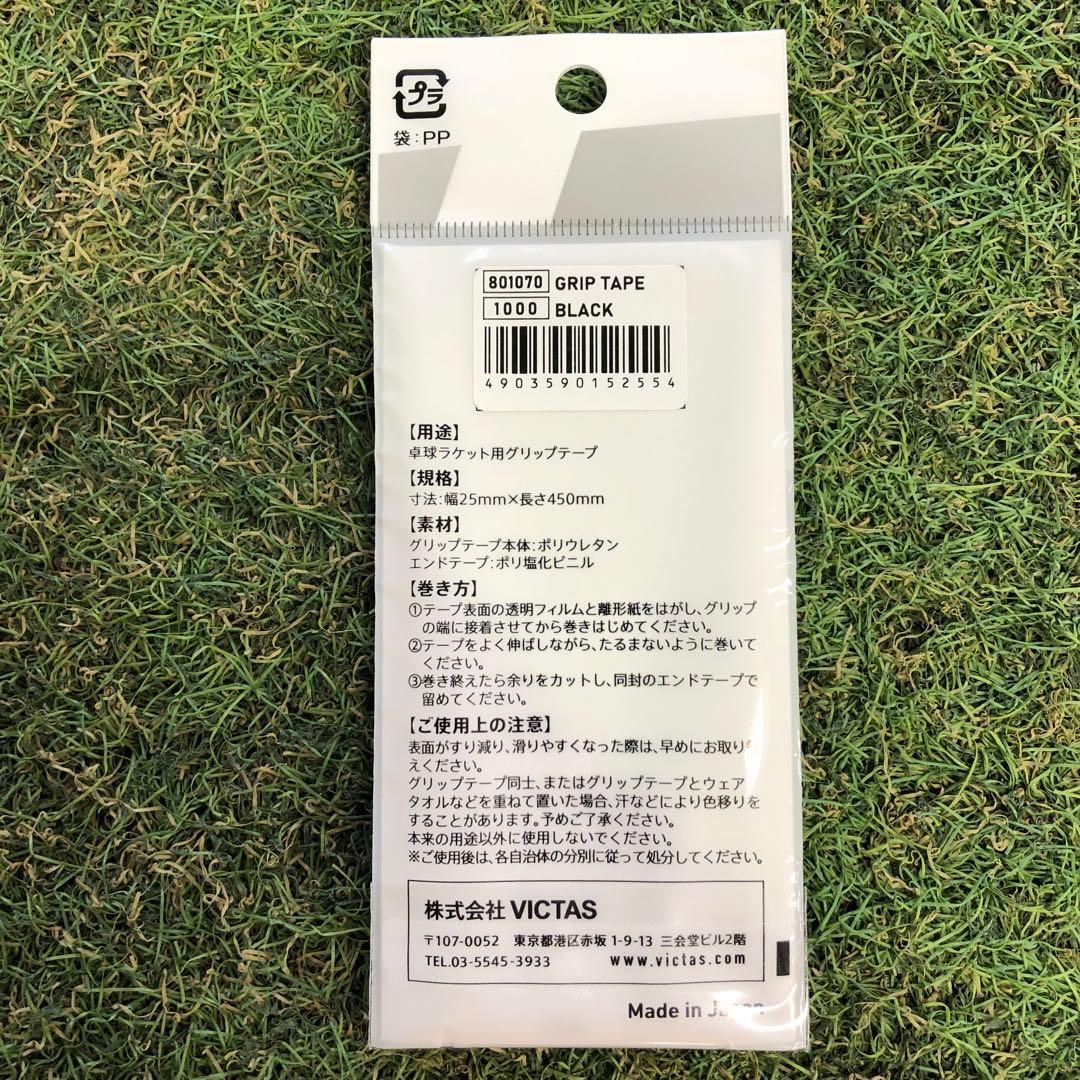 プラ
袋:PP
801070 GRIP TAPE
1000 BLACK
4903590152554
【用途】
卓球ラケット用グリップテープ
【規格】
寸法:幅25mm×長さ450mm
【素材】
グリップテープ本体:ポリウレタン
エンドテープ:ポリ塩化ビニル
【巻き方】
①テープ表面の透明フィルムと離形紙をはがし、グリップ
の端に接着させてから巻きはじめてください。
②テープをよく伸ばしながら、たるまないように巻いて
ください。
③巻き終えたら余りをカットし、同封のエンドテープで
留めてください。
【ご使用上の注意】
表面がすり減り、滑りやすくなった際は、早めにお取り替
えください。
グリップテープ同士、またはグリップテープとウェア、
タオルなどを重ねて置いた場合、汗などにより色移りを
することがあります。予めご了承ください。
本来の用途以外に使用しないでください。
※ご使用後は、各自治体の分別に従って処分してください。
株式会社 VICTAS
〒107-0052 東京都港区赤坂 1-9-13 三会堂ビル2階
TEL.03-5545-3933 www.victas.com
Made in Japan